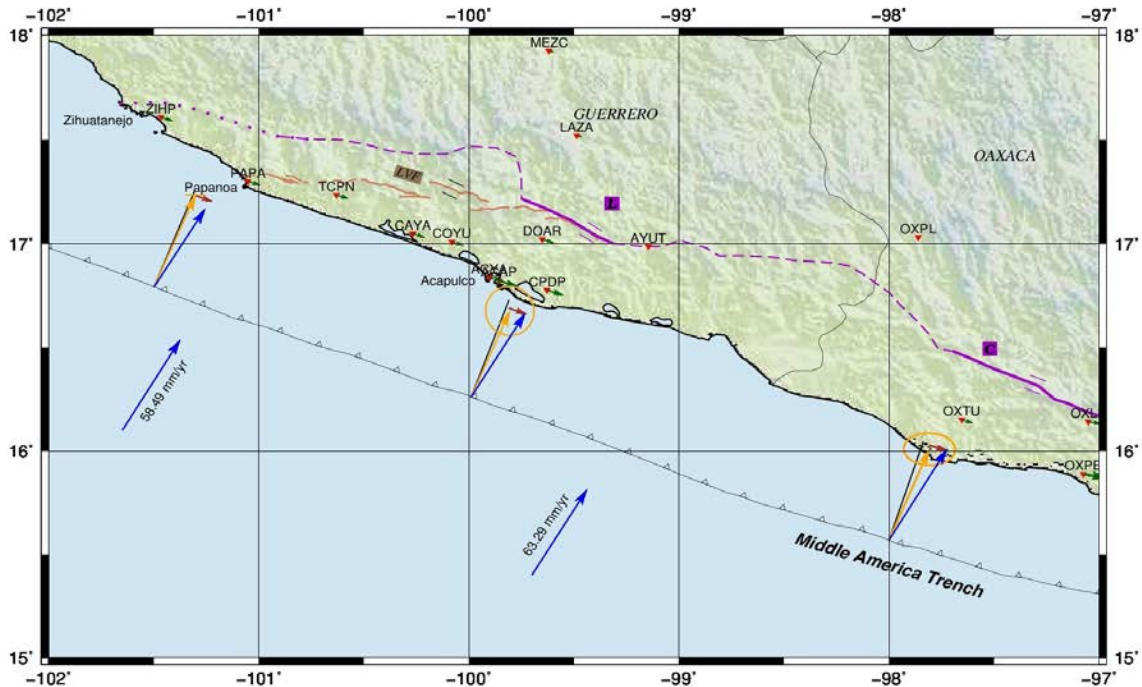 −102˚ −101˚ −100˚ −99˚ −98˚ −97˚
18˚ 18˚
MEZC
GUERRERO
ZIHP
Zihuatanejo
LAZA
OAXACA
PAPA
LVF
Papanoa
TCPN
L
CAYA
COYU
DOAR
AYUT
OXPL
17˚ 17˚
Acapulco
CPDP
C
58.49 mm/yr
OXTU
16˚ 16˚
63.29 mm/yr
Middle America Trench
15˚ 15˚
−102˚ −101˚ −100˚ −99˚ −98˚ −97˚